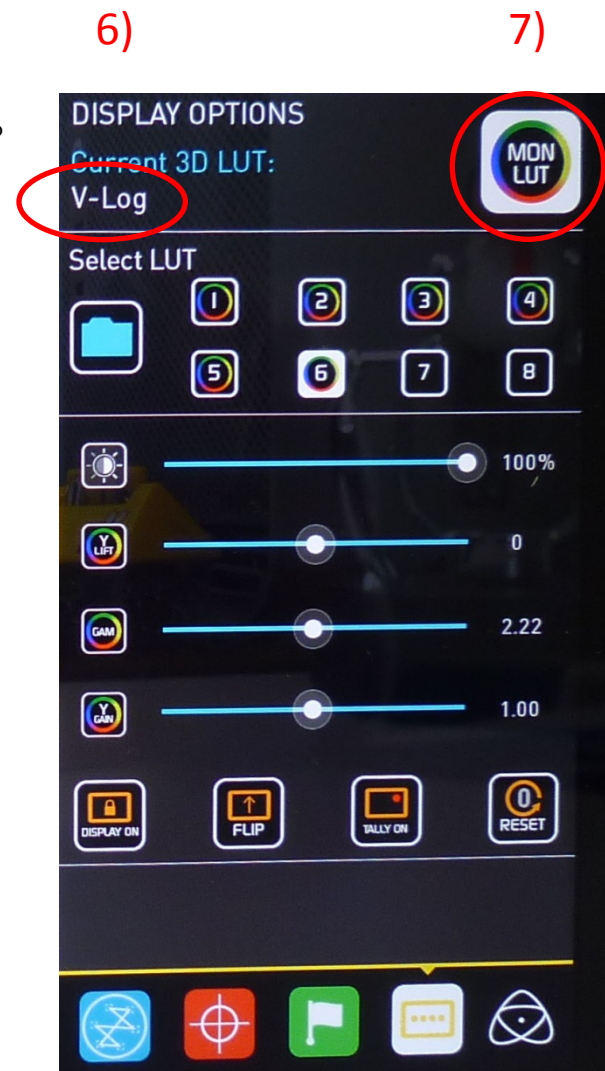 6) 7)
DISPLAY OPTIONS
Current 3D LUT:
V-Log
MON
LUT
Select LUT
1 2 3 4
5 6 7 8
100%
Y
LIFT
0
GAM
2.22
Y
GAIN
1.00
DISPLAY ON
FLIP
TALLY ON
0
RESET